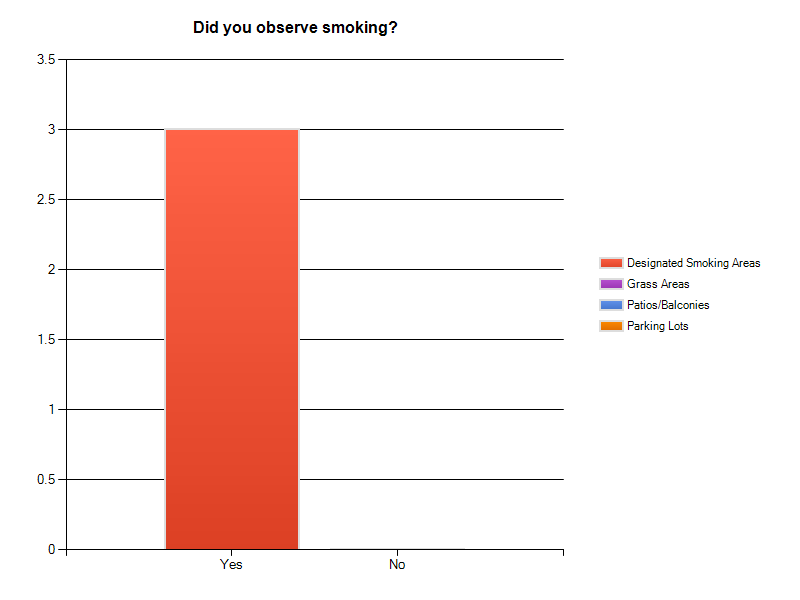 Did you observe smoking?
3.5
3
2.5
2
1.5
1
0.5
0
Yes No
Designated Smoking Areas
Grass Areas
Patios/Balconies
Parking Lots